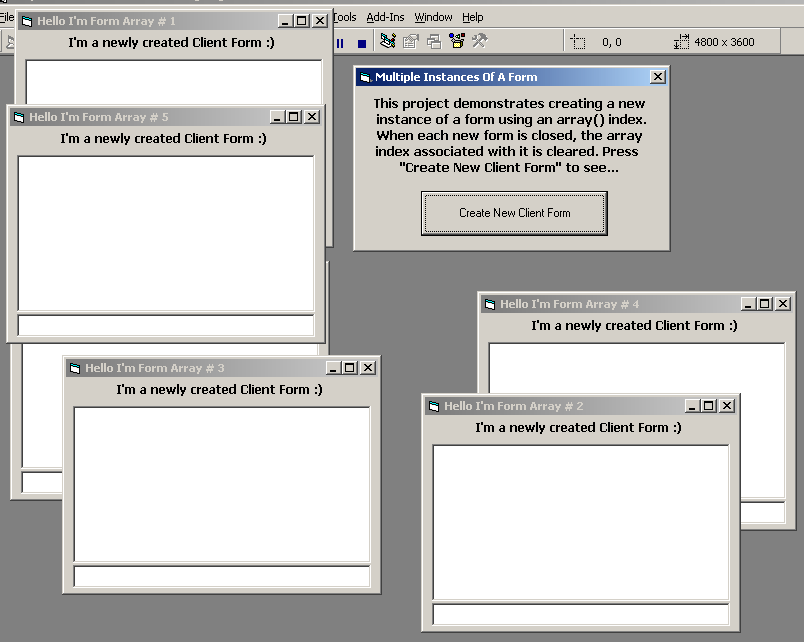 File
Tools Add-Ins Window Help
0, 0
4800 x 3600
Hello I'm Form Array # 1
I'm a newly created Client Form :)
Multiple Instances Of A Form
This project demonstrates creating a new
instance of a form using an array() index.
When each new form is closed, the array
index associated with it is cleared. Press
"Create New Client Form" to see...
Create New Client Form
Hello I'm Form Array # 5
I'm a newly created Client Form :)
Hello I'm Form Array # 4
I'm a newly created Client Form :)
Hello I'm Form Array # 3
I'm a newly created Client Form :)
Hello I'm Form Array # 2
I'm a newly created Client Form :)